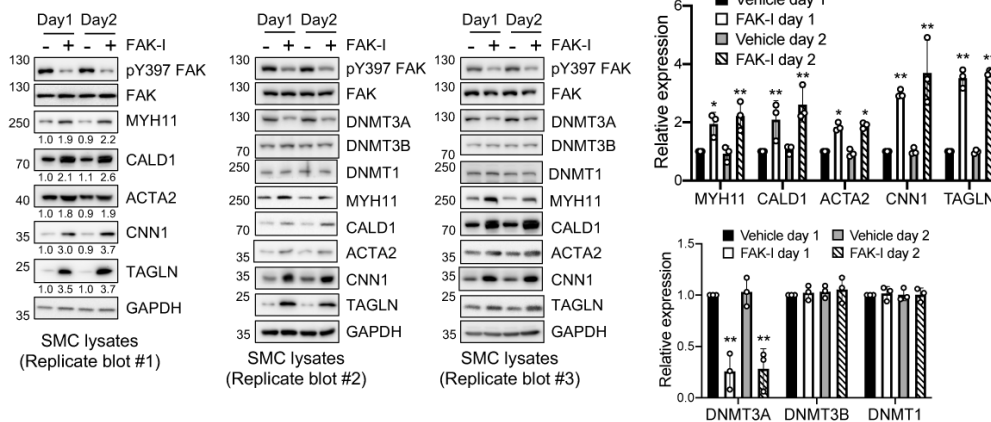 Day1 Day2
- + - + FAK-I
130 pY397 FAK
130 FAK
250 MYH11
1.0 1.9 0.9 2.2
70 CALD1
1.0 2.1 1.1 2.6
40 ACTA2
1.0 1.8 0.9 1.9
35 CNN1
1.0 3.0 0.9 3.7
25 TAGLN
1.0 3.5 1.0 3.7
35 GAPDH
SMC lysates
(Replicate blot #1)
Day1 Day2
- + - + FAK-I
130 pY397 FAK
FAK
130 DNMT3A
DNMT3B
70
250 DNMT1
250 MYH11
70 CALD1
35 ACTA2
35 CNN1
25 TAGLN
35 GAPDH
SMC lysates
(Replicate blot #2)
Day1 Day2
- + - + FAK-I
130 pY397 FAK
130 FAK
130 DNMT3A
DNMT3B
70
250 DNMT1
250 MYH11
70 CALD1
35 ACTA2
35 CNN1
25 TAGLN
35 GAPDH
SMC lysates
(Replicate blot #3)
Vehicle day 1
FAK-I day 1
Vehicle day 2
FAK-I day 2
Relative expression
6
4
2
0
* ** ** ** * * ** ** ** **
MYH11 CALD1 ACTA2 CNN1 TAGLN
Vehicle day 1 Vehicle day 2
FAK-I day 1 FAK-I day 2
Relative expression
1.5
1.0
0.5
0.0
** **
DNMT3A DNMT3B DNMT1